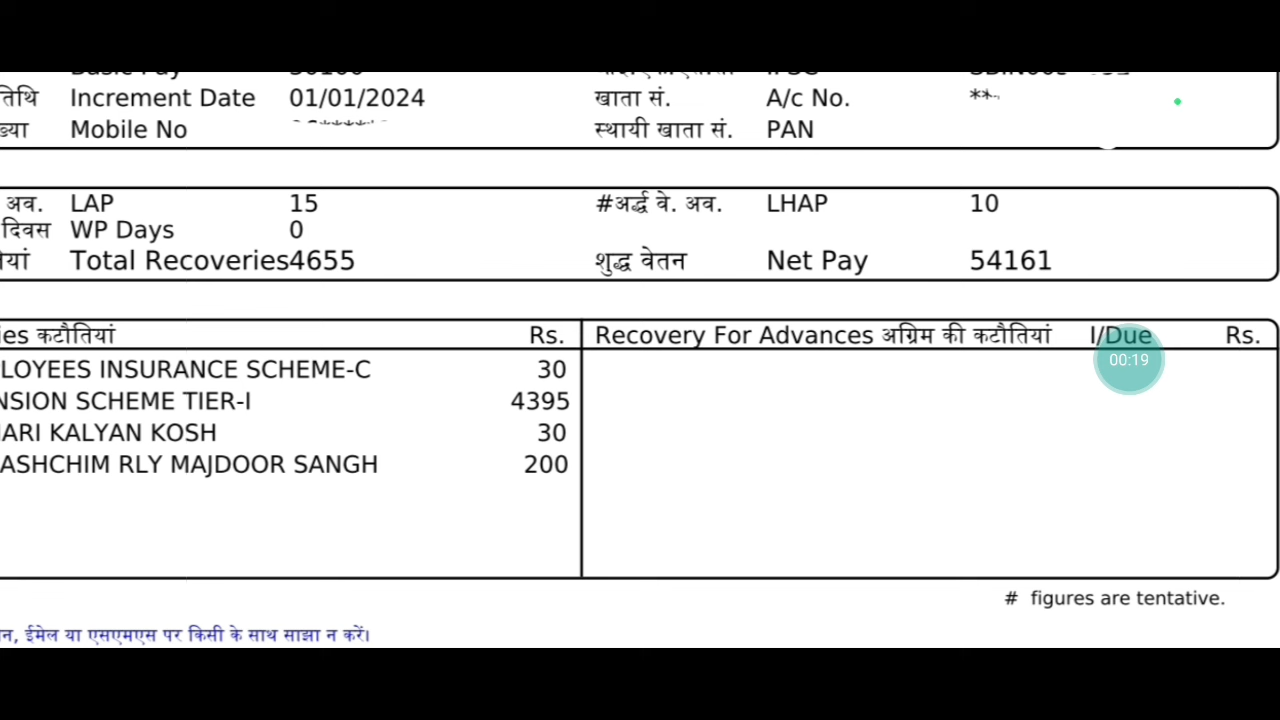 तिथि Increment Date 01/01/2024 खाता सं. A/c No.
ख्या Mobile No स्थायी खाता सं. PAN
अव. LAP 15 #अर्द्ध वे. अव. LHAP 10
दिवस WP Days 0
यां Total Recoveries4655 शुद्ध वेतन Net Pay 54161
ies कटौतियां Rs. Recovery For Advances अग्रिम की कटौतियां I/Due Rs.
00:19
LOYEES INSURANCE SCHEME-C 30
NSION SCHEME TIER-I 4395
ARI KALYAN KOSH 30
ASHCHIM RLY MAJDOOR SANGH 200
# figures are tentative.
न, ईमेल या एसएमएस पर किसी के साथ साझा न करें।